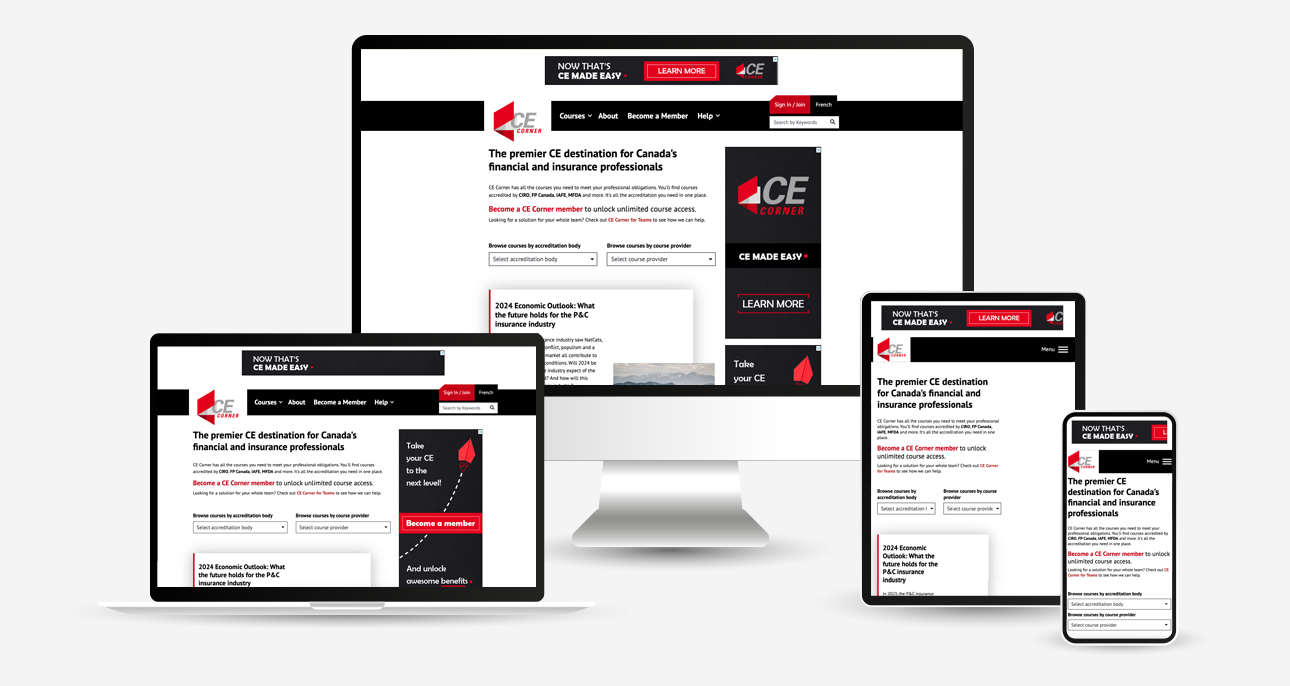 NOW THAT'S
CE MADE EASY
LEARN MORE
CE
CORNER
Sign In / Join
French
Courses
About
Become a Member
Help
Search by Keywords
CE
CORNER
The premier CE destination for Canada's
financial and insurance professionals
CE Corner has all the courses you need to meet your professional obligations. You'll find courses
accredited by CIRO, FP Canada, IAFE, MFDA and more. It's all the accreditation you need in one place.
Become a CE Corner member to unlock unlimited course access.
Looking for a solution for your whole team? Check out CE Corner for Teams to see how we can help.
Browse courses by accreditation body
Browse courses by course provider
Select accreditation body
Select course provider
2024 Economic Outlook: What
the future holds for the P&C
insurance industry
ance industry saw NatCats,
onflict, populism and a
market all contribute to
onditions. Will 2024 be
e industry expect of the
d? And how will this
CE
CORNER
CE MADE EASY
LEARN MORE
Take
your CE
NOW THAT'S
CE MADE EASY
CE
CORNER
Courses
About
Become a Member
Help
Sign In / Join
French
Search by Keywords
The premier CE destination for Canada's
financial and insurance professionals
CE Corner has all the courses you need to meet your professional obligations. You'll find courses
accredited by CIRO, FP Canada, IAFE, MFDA and more. It's all the accreditation you need in one place.
Become a CE Corner member to unlock unlimited course access.
Looking for a solution for your whole team? Check out CE Corner for Teams to see how we can help.
Browse courses by accreditation body
Browse courses by course provider
Select accreditation body
Select course provider
2024 Economic Outlook: What
the future holds for the P&C
insurance industry
Take
your CE
to the
next level!
Become a member
And unlock
awesome benefits
NOW THAT'S
CE MADE EASY
LEARN MORE
C
CE
CORNER
Menu
The premier CE destination
for Canada's financial and
insurance professionals
CE Corner has all the courses you need to meet your professional
obligations. You'll find courses accredited by CIRO, FP Canada,
IAFE, MFDA and more. It's all the accreditation you need in one
place.
Become a CE Corner member to unlock
unlimited course access.
Looking for a solution for your whole team? Check out CE Corner
for Teams to see how we can help.
Browse courses by
accreditation body
Browse courses by course
provider
Select accreditation l
Select course provide
2024 Economic
Outlook: What the
future holds for the
P&C insurance
industry
In 2023, the P&C insurance
NOW THAT'S
CE MADE EASY
L
CE
CORNER
Menu
The premier CE
destination for Canada's
financial and insurance
professionals
CE Corner has all the courses you need to meet your
professional obligations. You'll find courses accredited by
CIRO, FP Canada, IAFE, MFDA and more. It's all the
accreditation you need in one place.
Become a CE Corner member to unlock
unlimited course access.
Looking for a solution for your whole team? Check out CE
Corner for Teams to see how we can help.
Browse courses by accreditation body
Select accreditation body
Browse courses by course provider
Select course provider